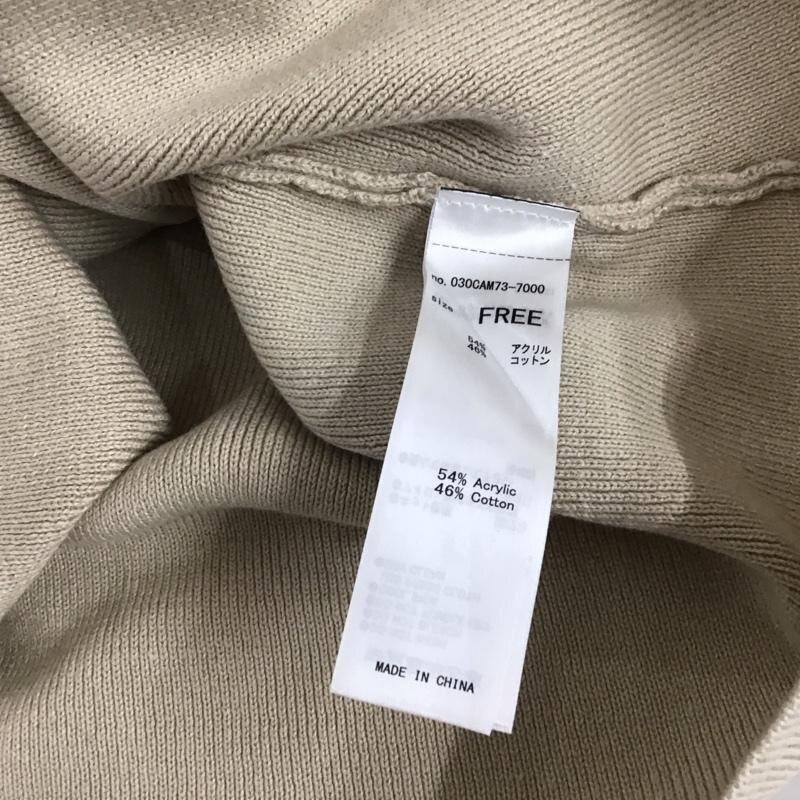 no. 030CAM73-7000
size FREE
54% アクリル
46% コットン
54% Acrylic
46% Cotton
MADE IN CHINA